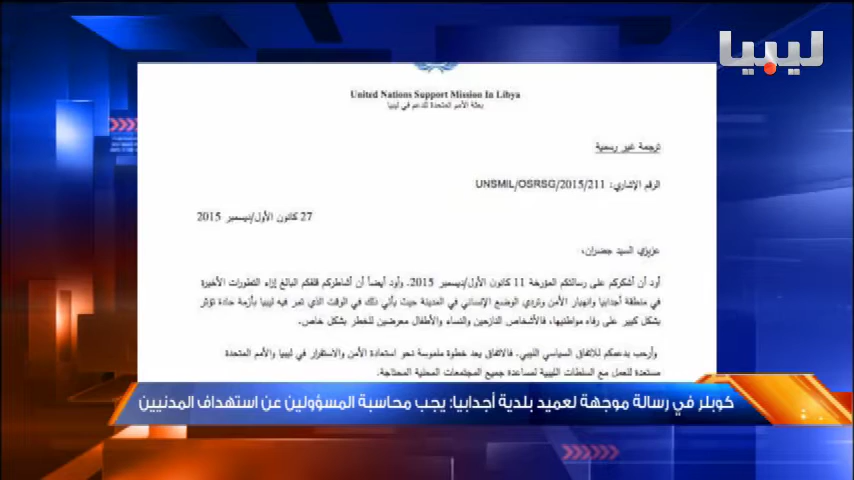 ليبيا
United Nations Support Mission In Libya
بعثة الأمم المتحدة للدعم في ليبيا
ترجمة غير رسمية
الرقم الإشاري: UNSMIL/OSRSG/2015/211
27 كانون الأول/ديسمبر 2015
عزيزي السيد جضران،
أود أن أشكركم على رسالتكم المؤرخة 11 كانون الأول/ديسمبر 2015. وأود أيضاً أن أشاطركم قلقكم البالغ إزاء التطورات الأخيرة
في منطقة أجدابيا وانهيار الأمن وتردي الوضع الإنساني في المدينة حيث يأتي ذلك في الوقت الذي تمر فيه ليبيا بأزمة حادة تؤثر
بشكل كبير على رفاه مواطنيها، فالأشخاص النازحين والنساء والأطفال معرضين للخطر بشكل خاص.
وأرحب بدعمكم للاتفاق السياسي الليبي. فالاتفاق يعد خطوة ملموسة نحو استعادة الأمن والاستقرار في ليبيا والأمم المتحدة
مستعدة للعمل مع السلطات الليبية لمساعدة جميع المجتمعات المحلية المحتاجة.
كوبلر في رسالة موجهة لعميد بلدية أجدابيا: يجب محاسبة المسؤولين عن استهداف المدنيين